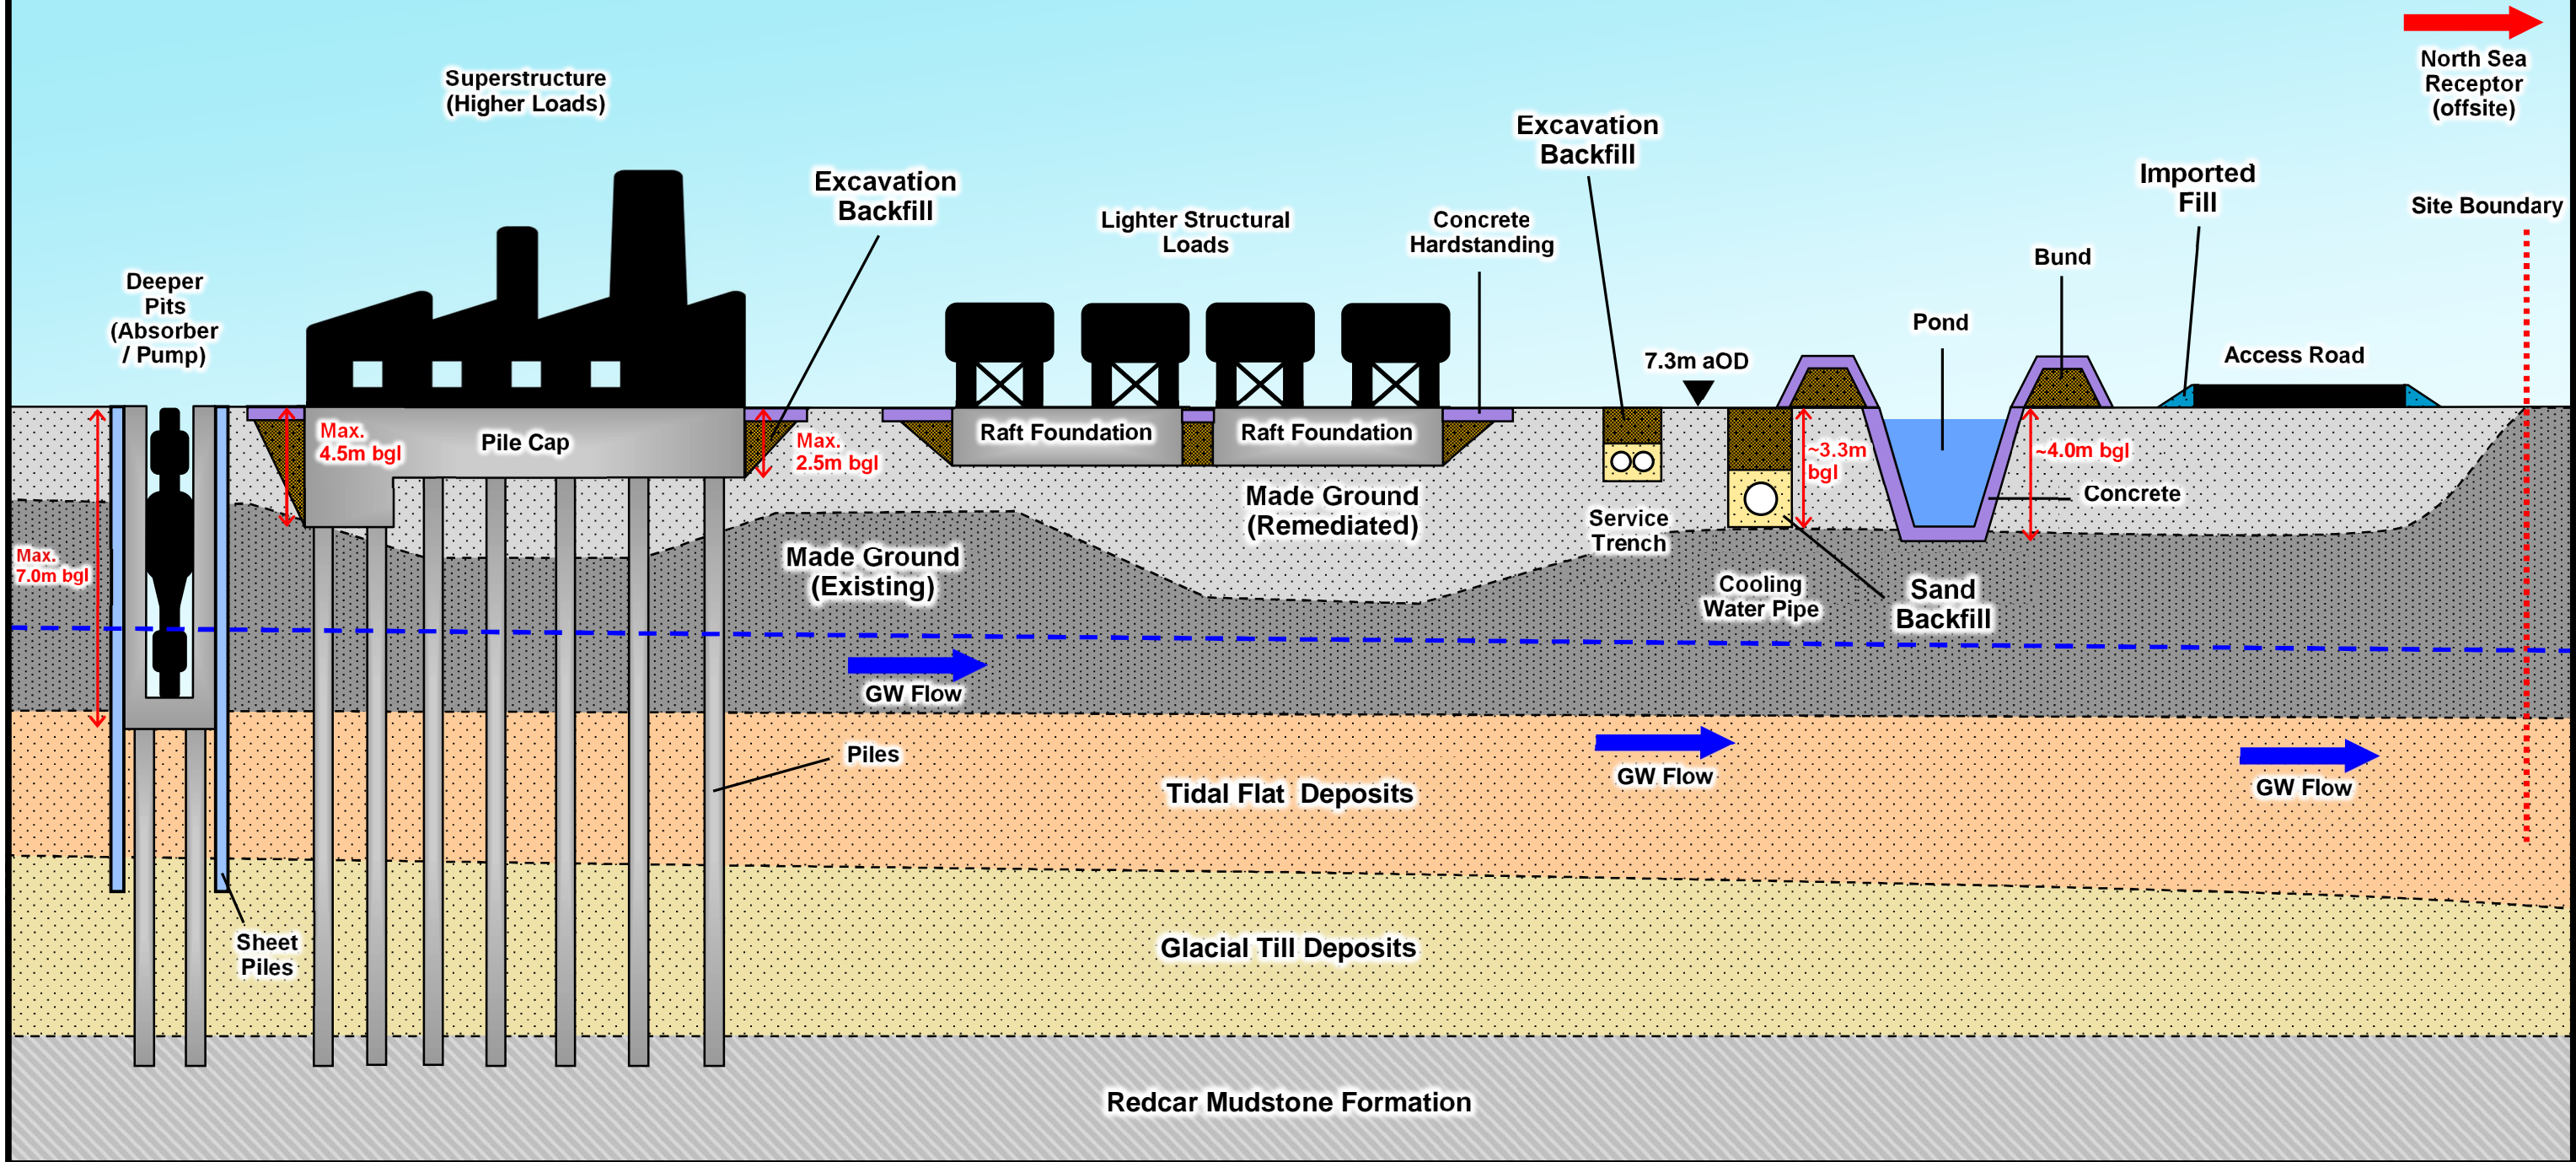 North Sea
Receptor
(offsite)
Superstructure
(Higher Loads)
Excavation
Backfill
Excavation
Backfill
Imported
Fill
Site Boundary
Lighter Structural
Loads
Concrete
Hardstanding
Bund
Deeper
Pits
(Absorber
/ Pump)
Pond
7.3m aOD
Access Road
Max.
4.5m bgl
Pile Cap
Max.
2.5m bgl
Raft Foundation
Raft Foundation
~3.3m
bgl
~4.0m bgl
Concrete
Made Ground
(Remediated)
Service
Trench
Max.
7.0m bgl
Made Ground
(Existing)
Cooling
Water Pipe
Sand
Backfill
GW Flow
Piles
GW Flow
GW Flow
Tidal Flat Deposits
Sheet
Piles
Glacial Till Deposits
Redcar Mudstone Formation